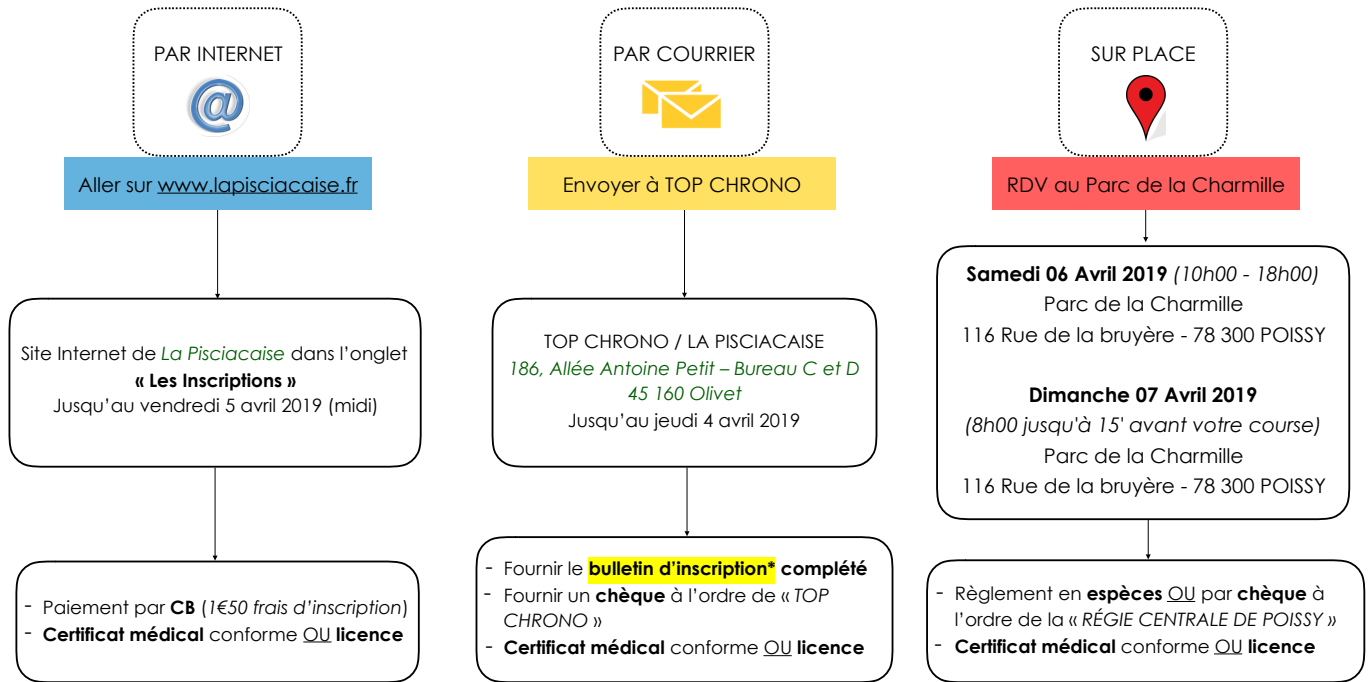 PAR INTERNET
@
Aller sur www.lapisciacaise.fr
Site Internet de La Pisciacaise dans l'onglet
« Les Inscriptions »
Jusqu'au vendredi 5 avril 2019 (midi)
- Paiement par CB (1€50 frais d'inscription)
- Certificat médical conforme OU licence
PAR COURRIER
Envoyer à TOP CHRONO
TOP CHRONO / LA PISCIACAISE
186, Allée Antoine Petit – Bureau C et D
45 160 Olivet
Jusqu'au jeudi 4 avril 2019
- Fournir le bulletin d'inscription* complété
- Fournir un chèque à l'ordre de « TOP
CHRONO »
- Certificat médical conforme OU licence
SUR PLACE
RDV au Parc de la Charmille
Samedi 06 Avril 2019 (10h00 - 18h00)
Parc de la Charmille
116 Rue de la bruyère - 78 300 POISSY
Dimanche 07 Avril 2019
(8h00 jusqu'à 15' avant votre course)
Parc de la Charmille
116 Rue de la bruyère - 78 300 POISSY
- Règlement en espèces OU par chèque à
l'ordre de la « RÉGIE CENTRALE DE POISSY »
- Certificat médical conforme OU licence